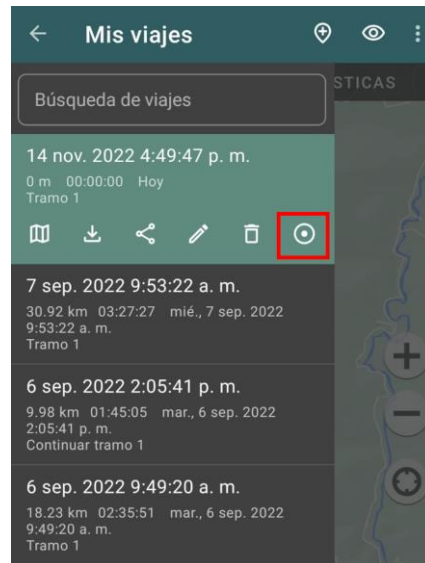 Mis viajes
STICAS
Búsqueda de viajes
14 nov. 2022 4:49:47 p. m.
0 m 00:00:00 Hoy
Tramo 1
7 sep. 2022 9:53:22 a. m.
30.92 km 03:27:27 mié., 7 sep. 2022
9:53:22 a. m.
Tramo 1
6 sep. 2022 2:05:41 p. m.
9.98 km 01:45:05 mar., 6 sep. 2022
2:05:41 p. m.
Continuar tramo 1
6 sep. 2022 9:49:20 a. m.
18.23 km 02:35:51 mar., 6 sep. 2022
9:49:20 a. m.
Tramo 1